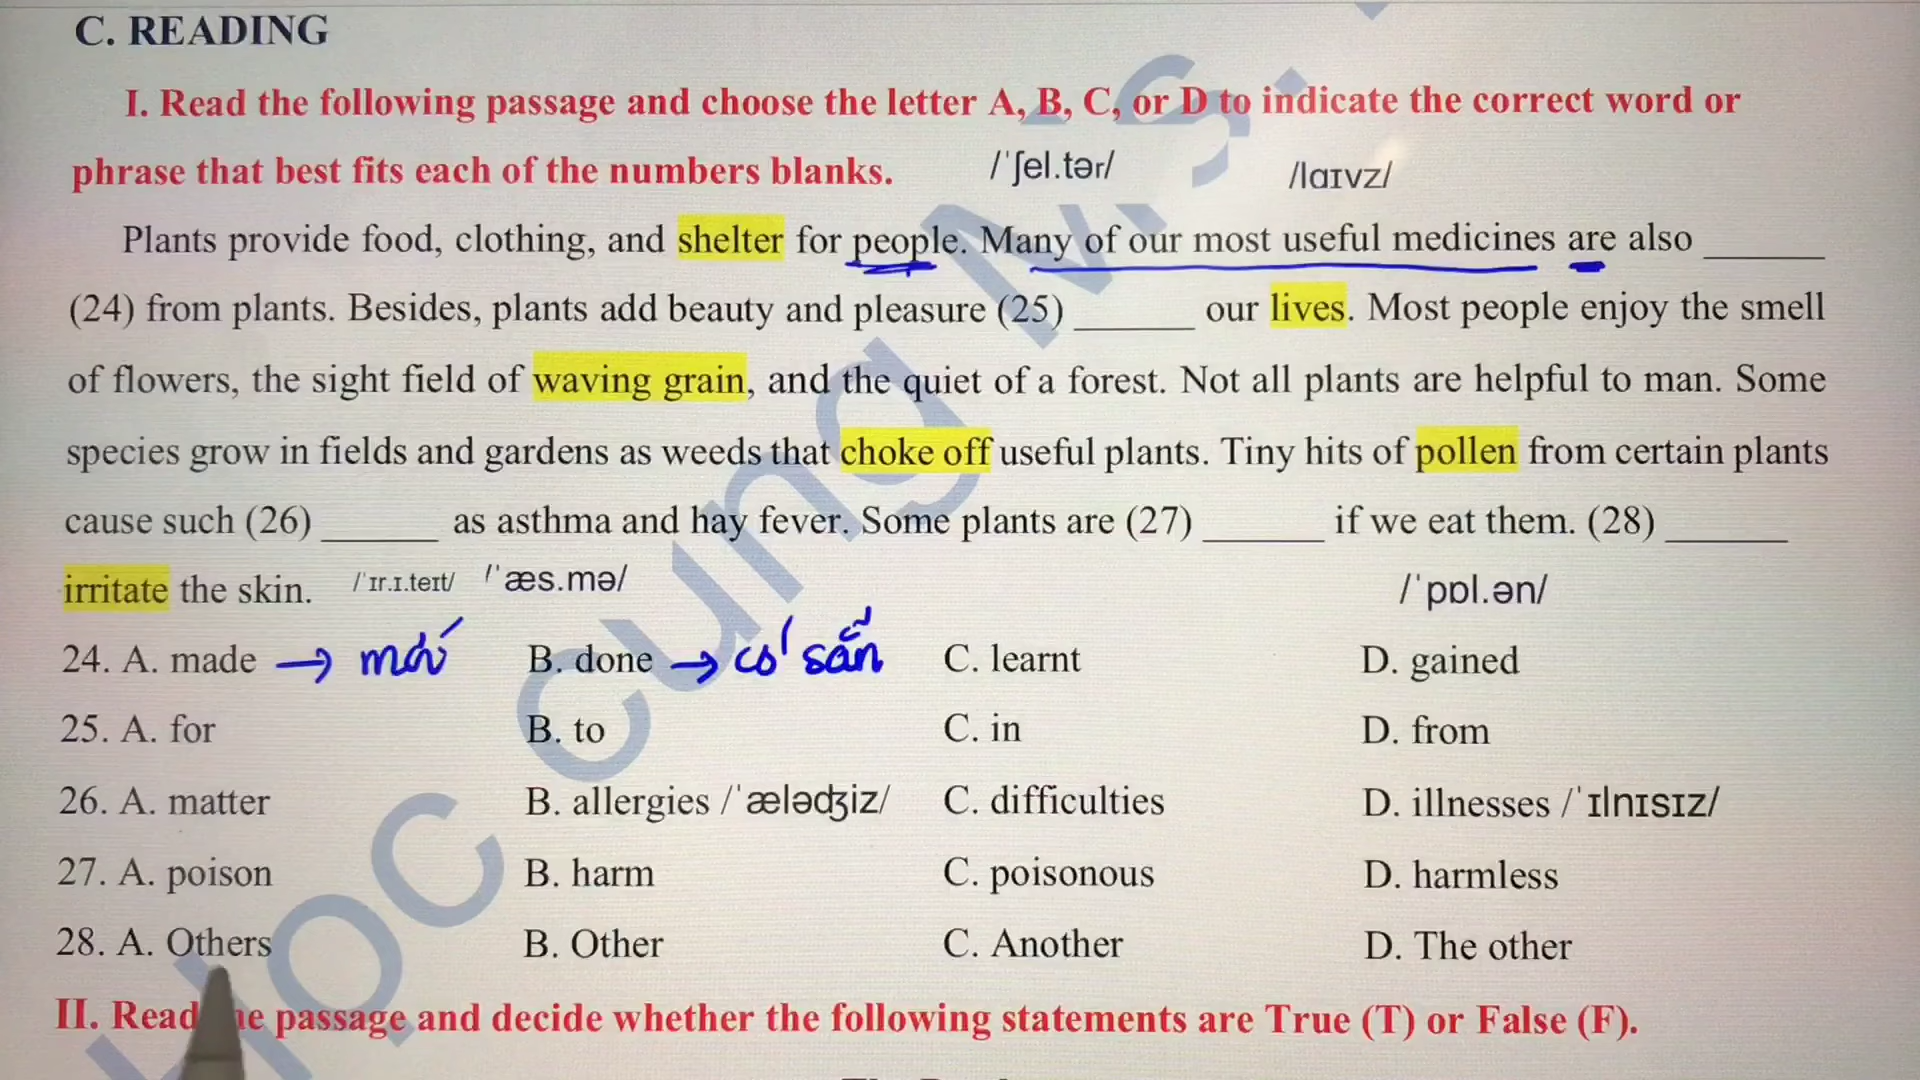 C. READING
I. Read the following passage and choose the letter A, B, C, or D to indicate the correct word or
phrase that best fits each of the numbers blanks. /ˈʃel.tər/ /laɪvz/
Plants provide food, clothing, and shelter for people. Many of our most useful medicines are also ______
(24) from plants. Besides, plants add beauty and pleasure (25) ______ our lives. Most people enjoy the smell
of flowers, the sight field of waving grain, and the quiet of a forest. Not all plants are helpful to man. Some
species grow in fields and gardens as weeds that choke off useful plants. Tiny hits of pollen from certain plants
cause such (26) ______ as asthma and hay fever. Some plants are (27) ______ if we eat them. (28) ______
irritate the skin. /ˈɪr.ɪ.teɪt/ /ˈæs.mə/ /ˈpɒl.ən/
24. A. made → mới B. done → có sẵn C. learnt D. gained
25. A. for B. to C. in D. from
26. A. matter B. allergies /ˈælədʒiz/ C. difficulties D. illnesses /ˈɪlnɪsɪz/
27. A. poison B. harm C. poisonous D. harmless
28. A. Others B. Other C. Another D. The other
II. Read the passage and decide whether the following statements are True (T) or False (F).
Học cùng Ms.